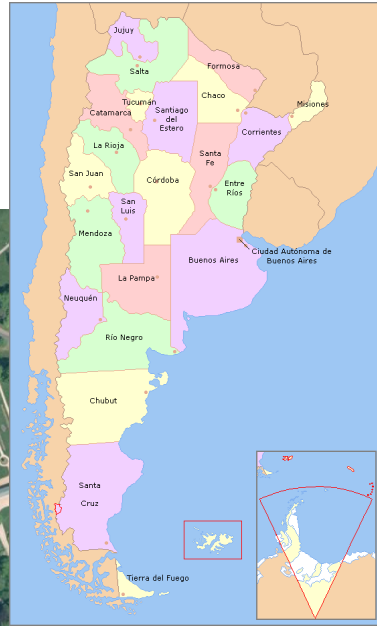 Jujuy
Salta
Formosa
Chaco
Tucumán
Misiones
Catamarca
Santiago
del
Estero
Corrientes
La Rioja
Santa
Fe
San Juan
Córdoba
Entre
Ríos
San
Luis
Mendoza
Ciudad Autónoma de
Buenos Aires
Buenos Aires
La Pampa
Neuquén
Río Negro
Chubut
Santa
Cruz
Tierra del Fuego